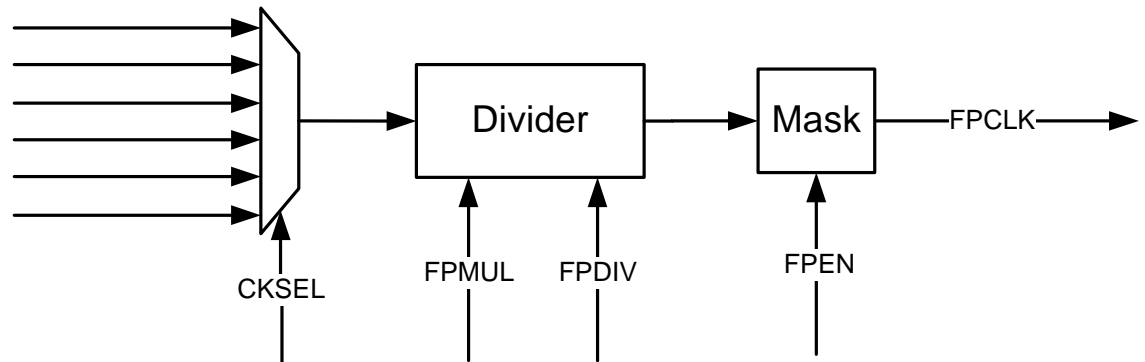 Divider
Mask
FPCLK
CKSEL
FPMUL
FPDIV
FPEN